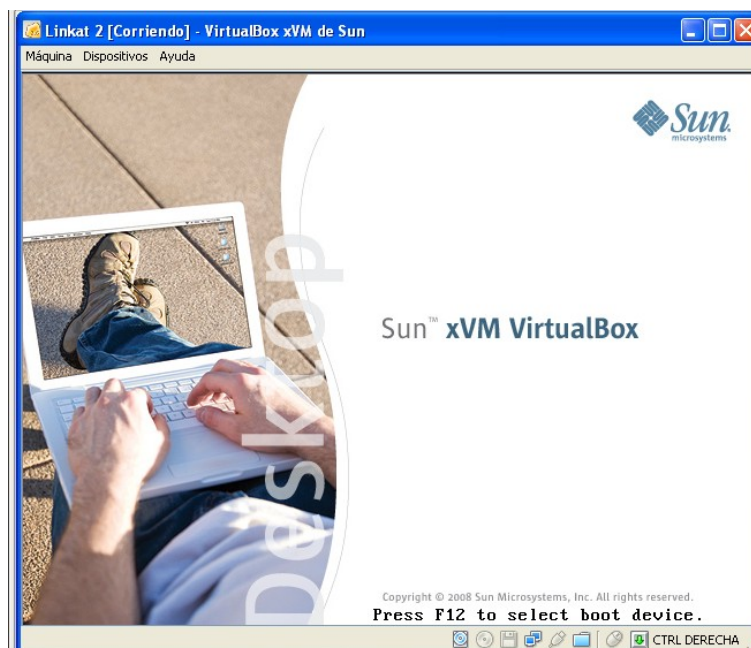 Linkat 2 [Corriendo] - VirtualBox xVM de Sun
Máquina Dispositivos Ayuda
Sun
microsystems
Desktop
Sun™ xVM VirtualBox
Copyright © 2008 Sun Microsystems, Inc. All rights reserved.
Press F12 to select boot device.
CTRL DERECHA